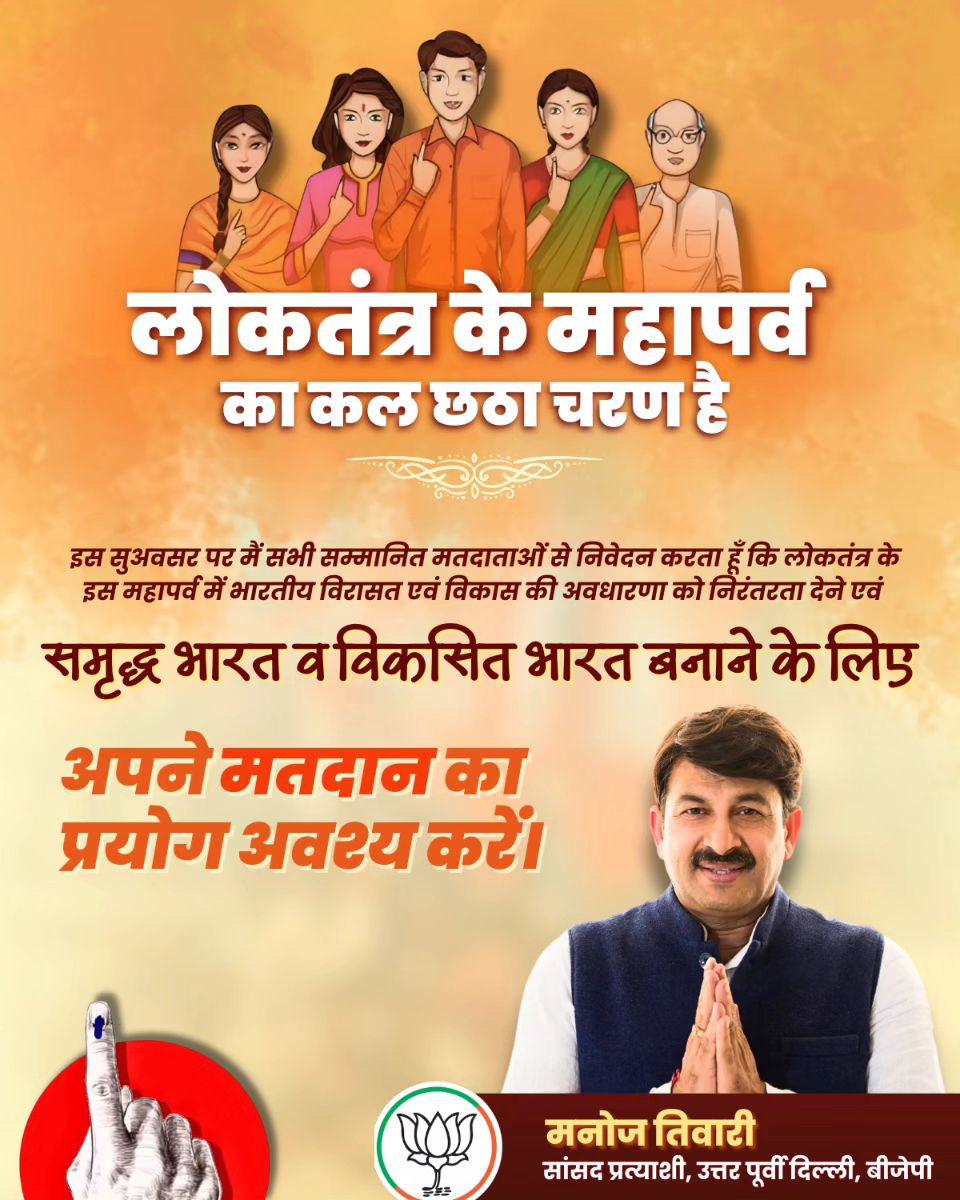 लोकतंत्र के महापर्व
का कल छठा चरण है
इस सुअवसर पर मैं सभी सम्मानित मतदाताओं से निवेदन करता हूँ कि लोकतंत्र के
इस महापर्व में भारतीय विरासत एवं विकास की अवधारणा को निरंतरता देने एवं
समृद्ध भारत व विकसित भारत बनाने के लिए
अपने मतदान का
प्रयोग अवश्य करें।
मनोज तिवारी
सांसद प्रत्याशी, उत्तर पूर्वी दिल्ली, बीजेपी